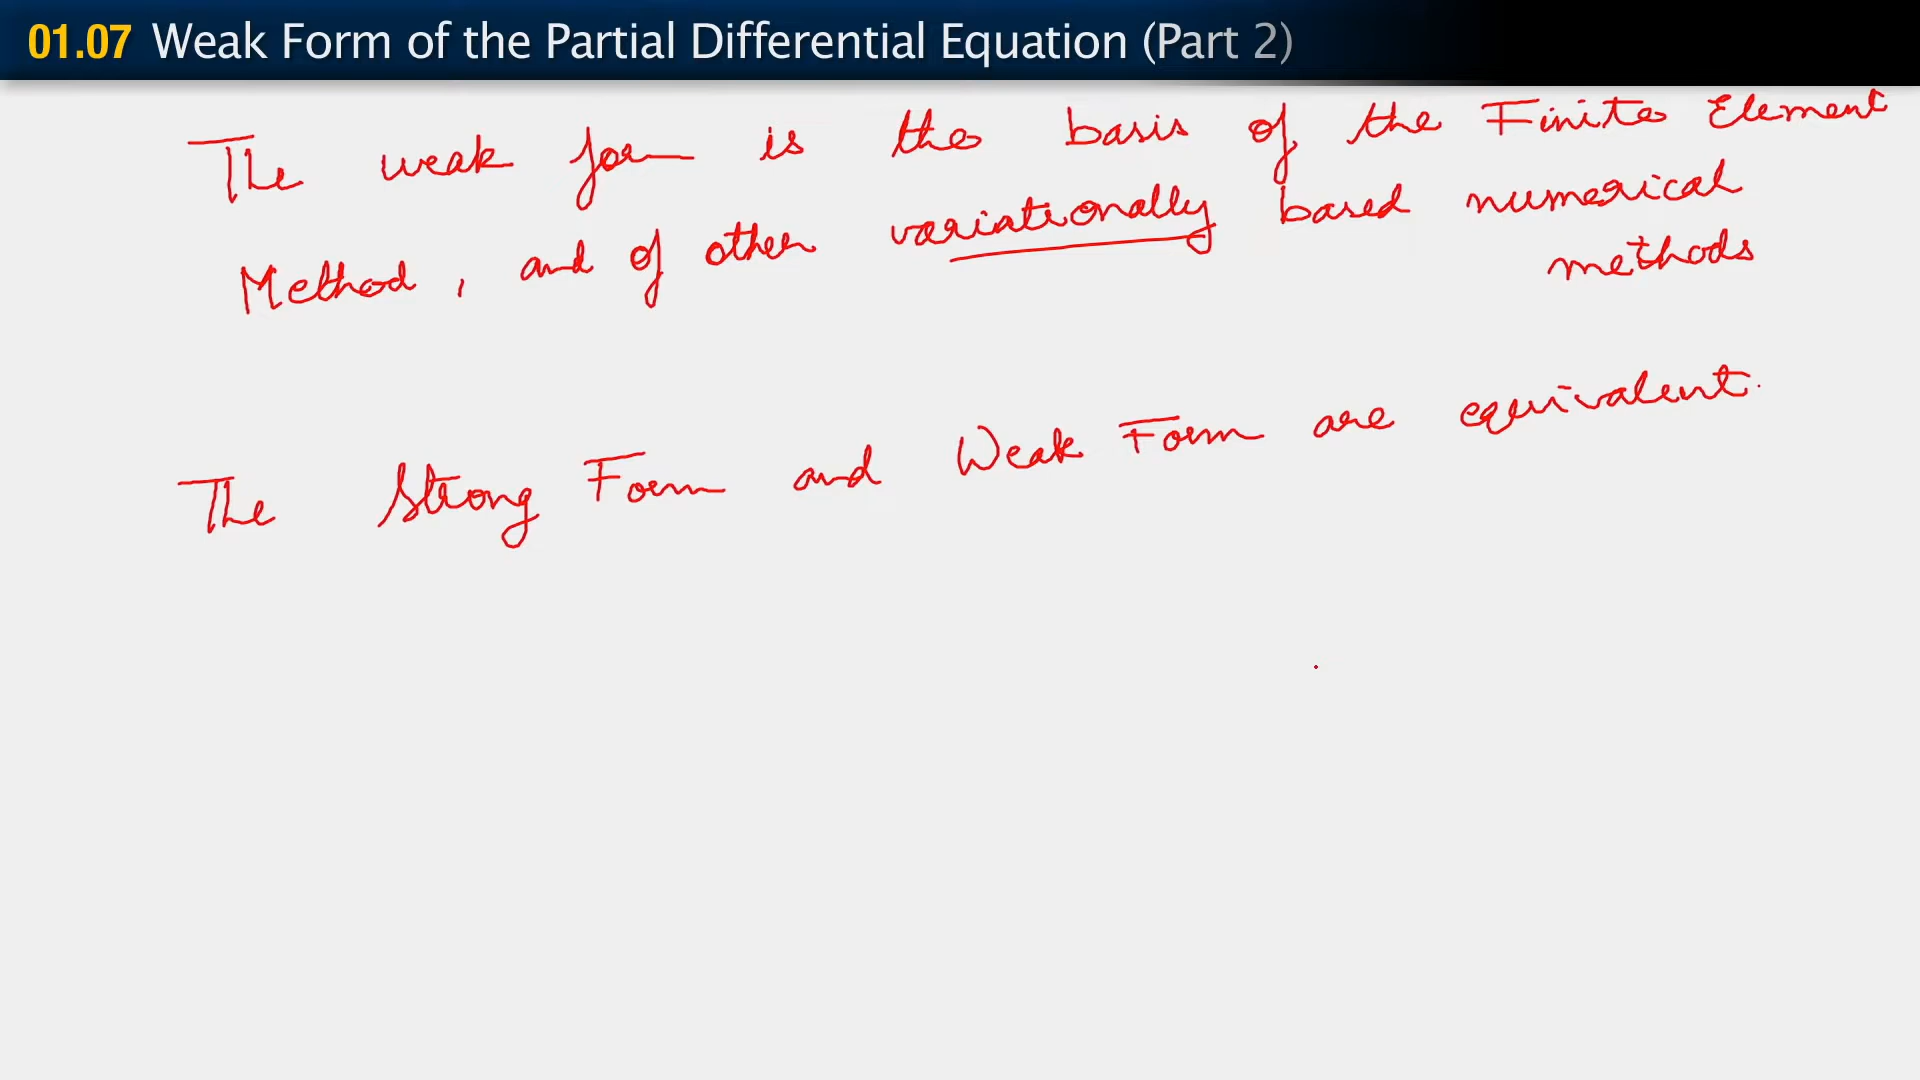 01.07 Weak Form of the Partial Differential Equation (Part 2)
The weak form is the basis of the Finite Element
Method, and of other variationally based numerical
methods
The Strong Form and Weak Form are equivalent.